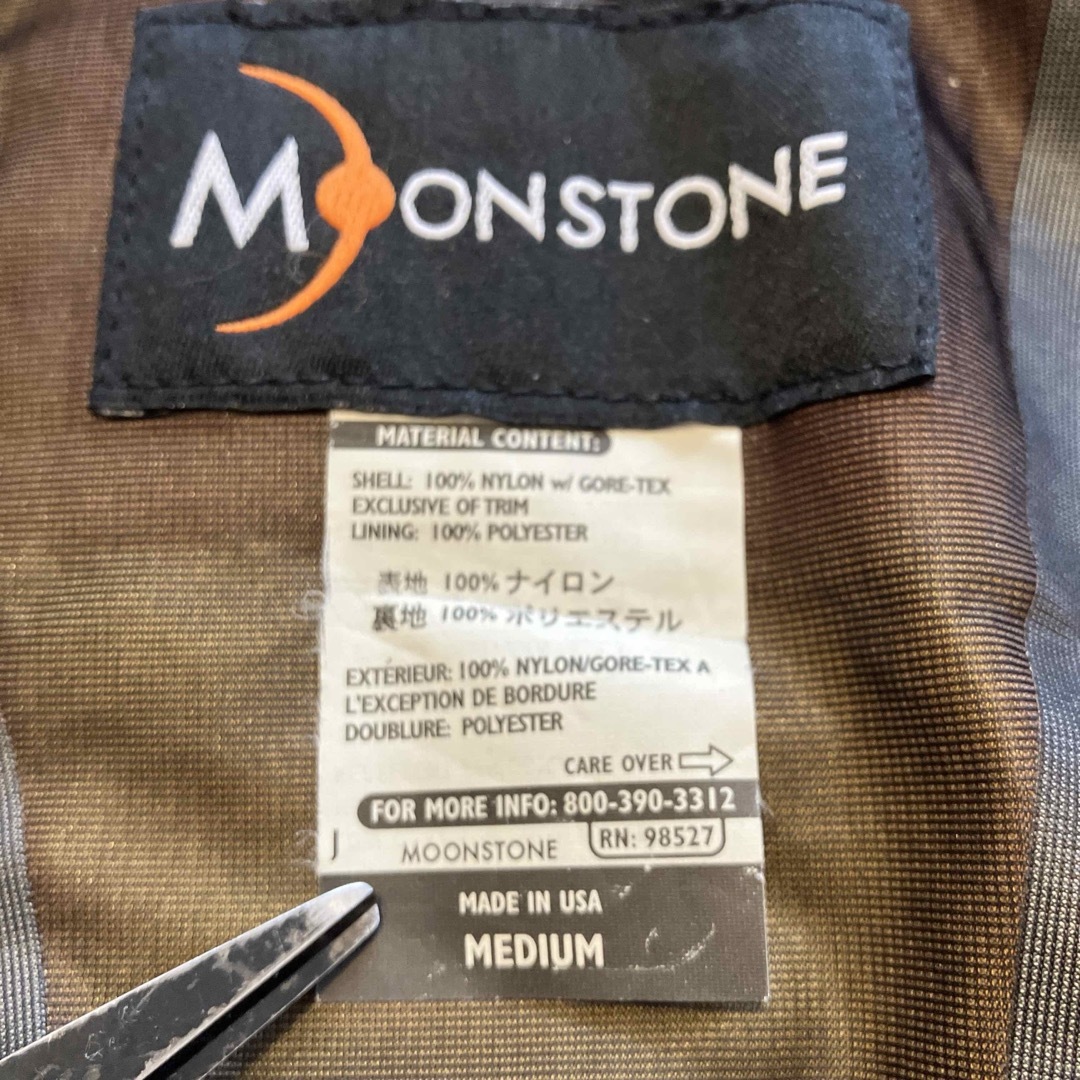 MOONSTONE
MATERIAL CONTENT:
SHELL: 100% NYLON w/ GORE-TEX
EXCLUSIVE OF TRIM
LINING: 100% POLYESTER
表地 100% ナイロン
裏地 100% ポリエステル
EXTÉRIEUR: 100% NYLON/GORE-TEX A
L'EXCEPTION DE BORDURE
DOUBLURE: POLYESTER
CARE OVER
FOR MORE INFO: 800-390-3312
J MOONSTONE RN: 98527
MADE IN USA
MEDIUM